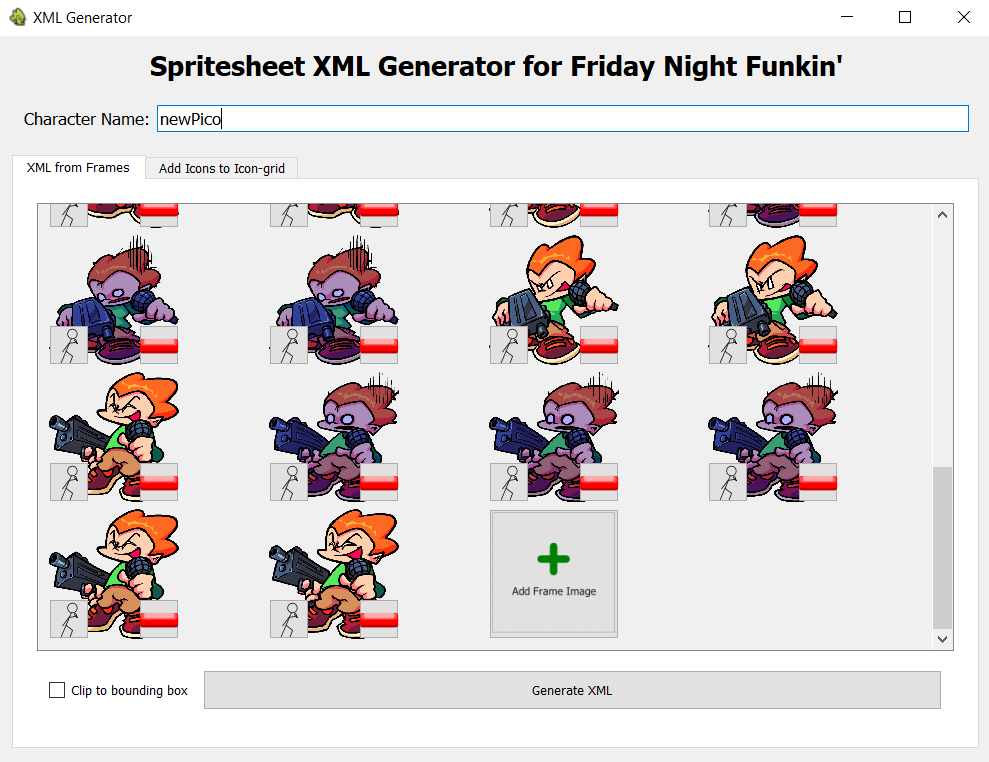 XML Generator
Spritesheet XML Generator for Friday Night Funkin'
Character Name: newPico
XML from Frames
Add Icons to Icon-grid
Add Frame Image
Clip to bounding box
Generate XML